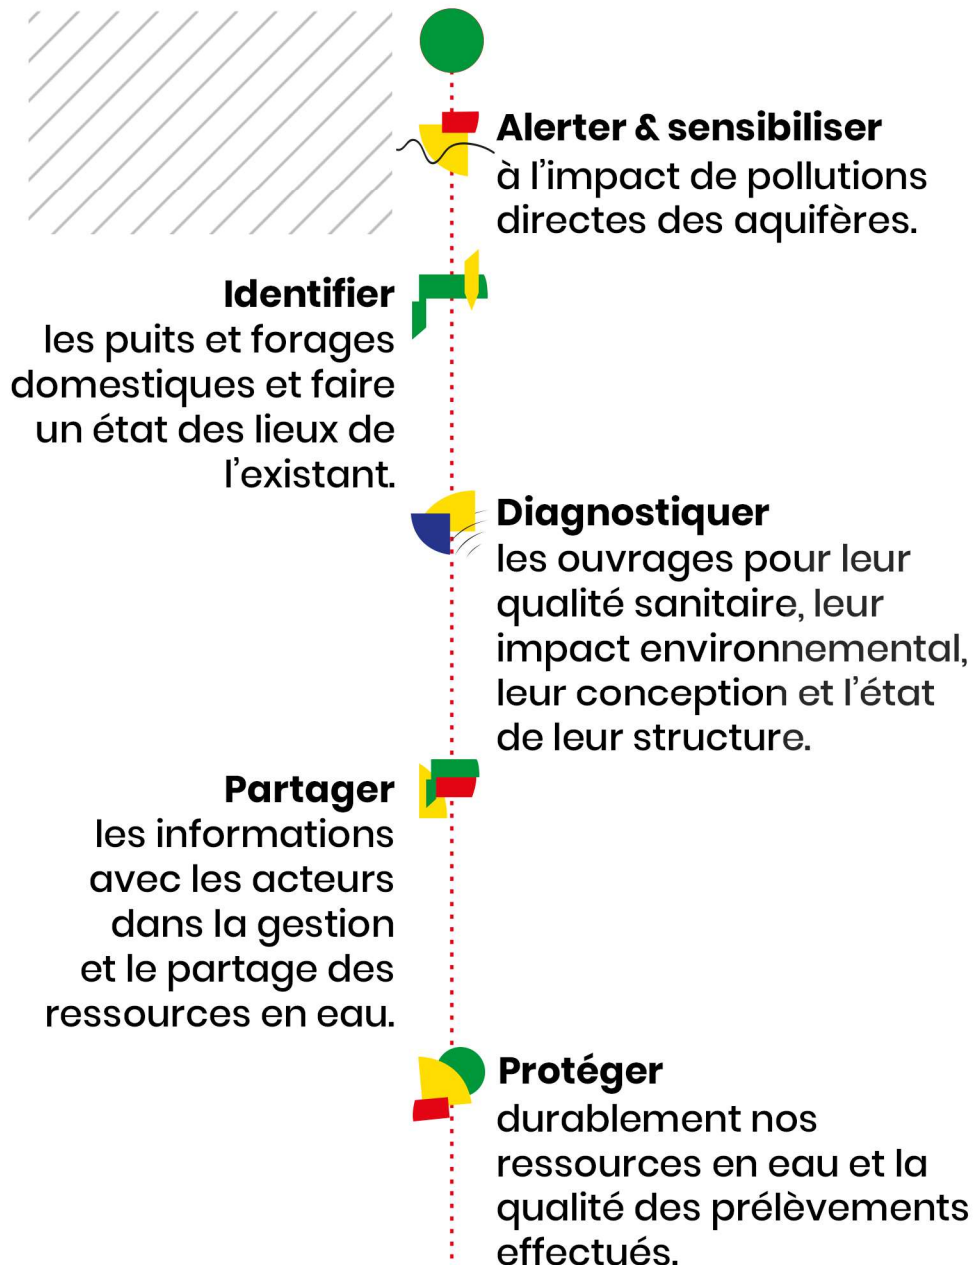 Alerter & sensibiliser
à l’impact de pollutions
directes des aquifères.
Identifier
les puits et forages
domestiques et faire
un état des lieux de
l’existant.
Diagnostiquer
les ouvrages pour leur
qualité sanitaire, leur
impact environnemental,
leur conception et l’état
de leur structure.
Partager
les informations
avec les acteurs
dans la gestion
et le partage des
ressources en eau.
Protéger
durablement nos
ressources en eau et la
qualité des prélèvements
effectués.